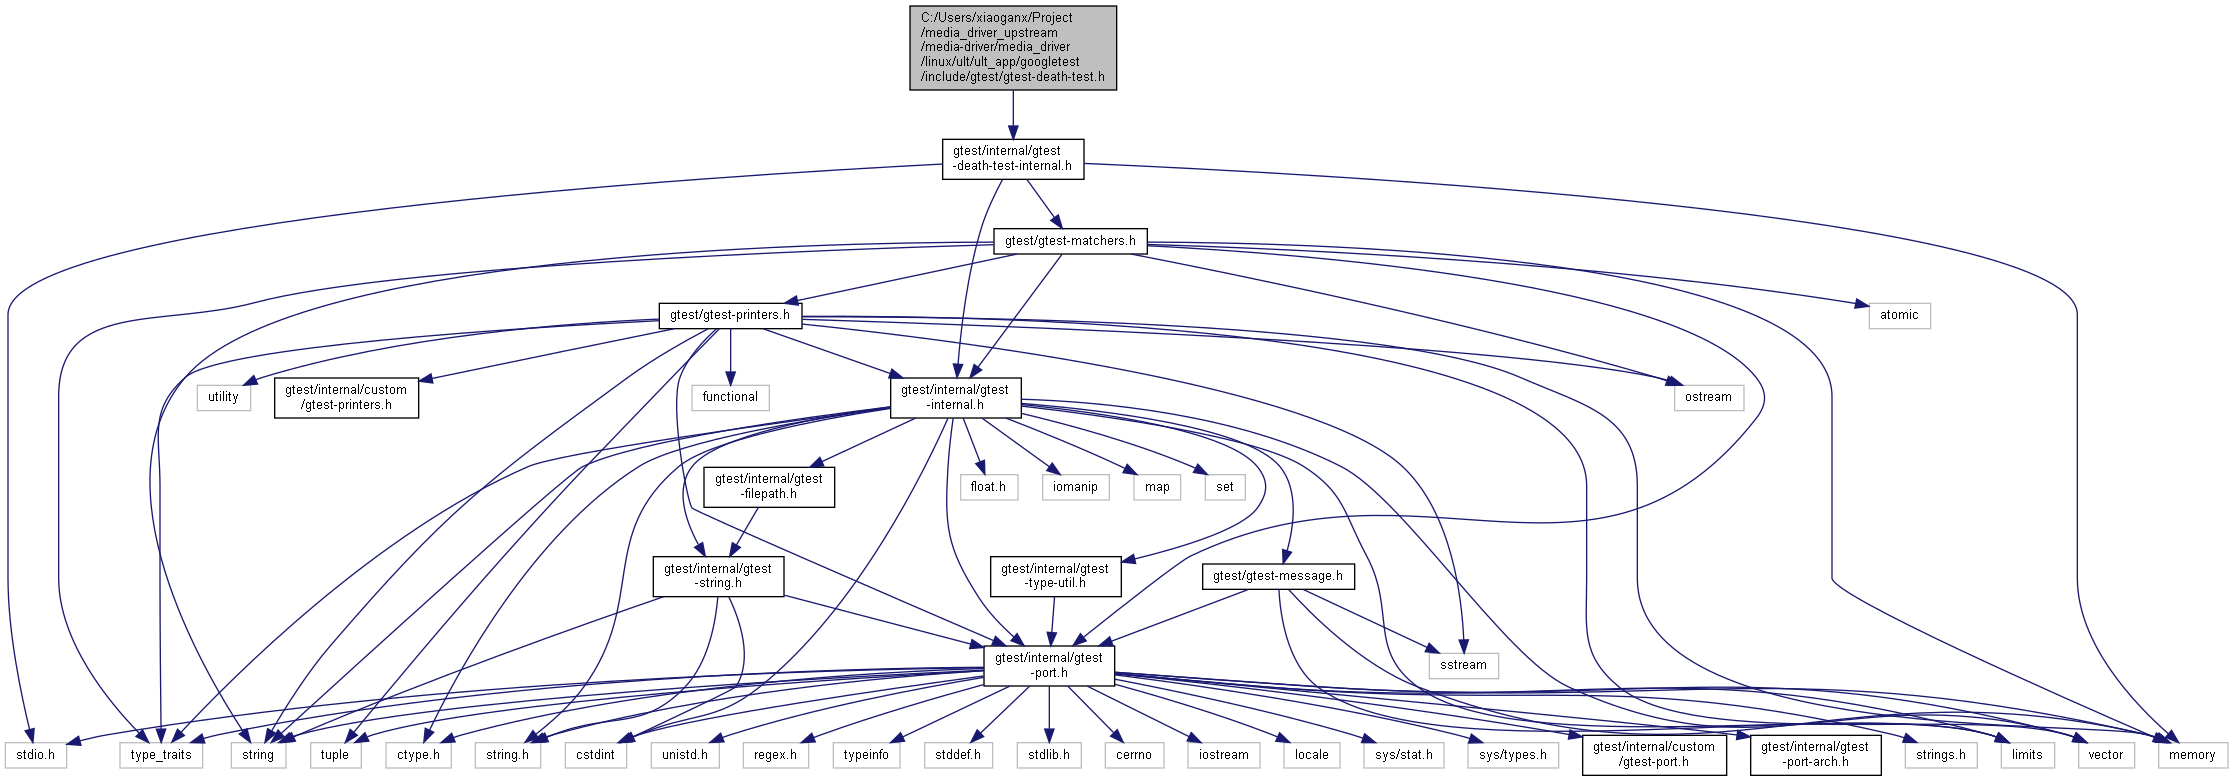 C:/Users/xiaoganx/Project
/media_driver_upstream
/media-driver/media_driver
/linux/ult/ult_app/googletest
/include/gtest/gtest-death-test.h
gtest/internal/gtest
-death-test-internal.h
gtest/gtest-matchers.h
gtest/gtest-printers.h
atomic
utility
gtest/internal/custom
/gtest-printers.h
functional
gtest/internal/gtest
-internal.h
ostream
gtest/internal/gtest
-filepath.h
float.h
iomanip
map
set
gtest/internal/gtest
-string.h
gtest/internal/gtest
-type-util.h
gtest/gtest-message.h
gtest/internal/gtest
-port.h
sstream
stdio.h
type_traits
string
tuple
ctype.h
string.h
cstdint
unistd.h
regex.h
typeinfo
stddef.h
stdlib.h
cerrno
iostream
locale
sys/stat.h
sys/types.h
gtest/internal/custom
/gtest-port.h
gtest/internal/gtest
-port-arch.h
strings.h
limits
vector
memory